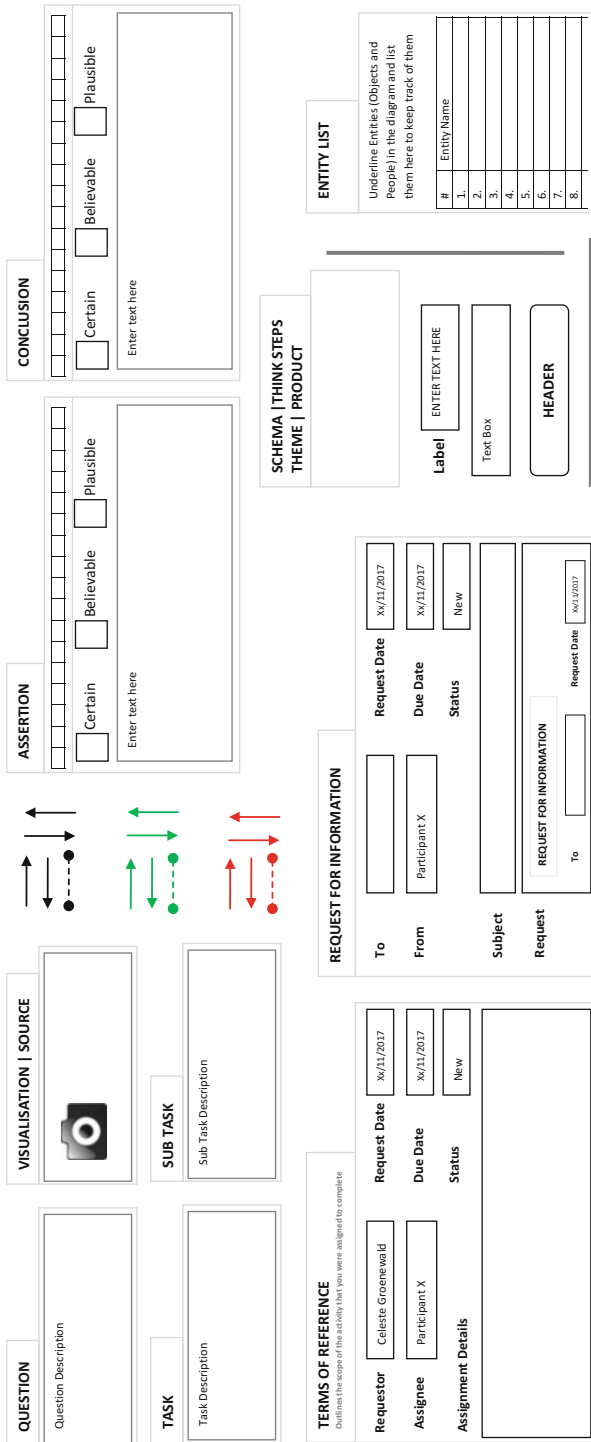 QUESTION
Question Description
VISUALISATION | SOURCE
TASK
Task Description
SUB TASK
Sub Task Description
ASSERTION
Certain
Believable
Plausible
Enter text here
CONCLUSION
Certain
Believable
Plausible
Enter text here
TERMS OF REFERENCE
Outlines the scope of the activity that you were assigned to complete
Requestor
Celeste Groenewald
Request Date
Xx/11/2017
Assignee
Participant X
Due Date
Xx/11/2017
Status
New
Assignment Details
REQUEST FOR INFORMATION
To
Request Date
Xx/11/2017
From
Participant X
Due Date
Xx/11/2017
Status
New
Subject
Request
REQUEST FOR INFORMATION
To
Request Date
Xx/11/2017
SCHEMA | THINK STEPS
THEME | PRODUCT
Label
ENTER TEXT HERE
Text Box
HEADER
ENTITY LIST
Underline Entities (Objects and
People) in the diagram and list
them here to keep track of them
# Entity Name
1.
2.
3.
4.
5.
6.
7.
8.